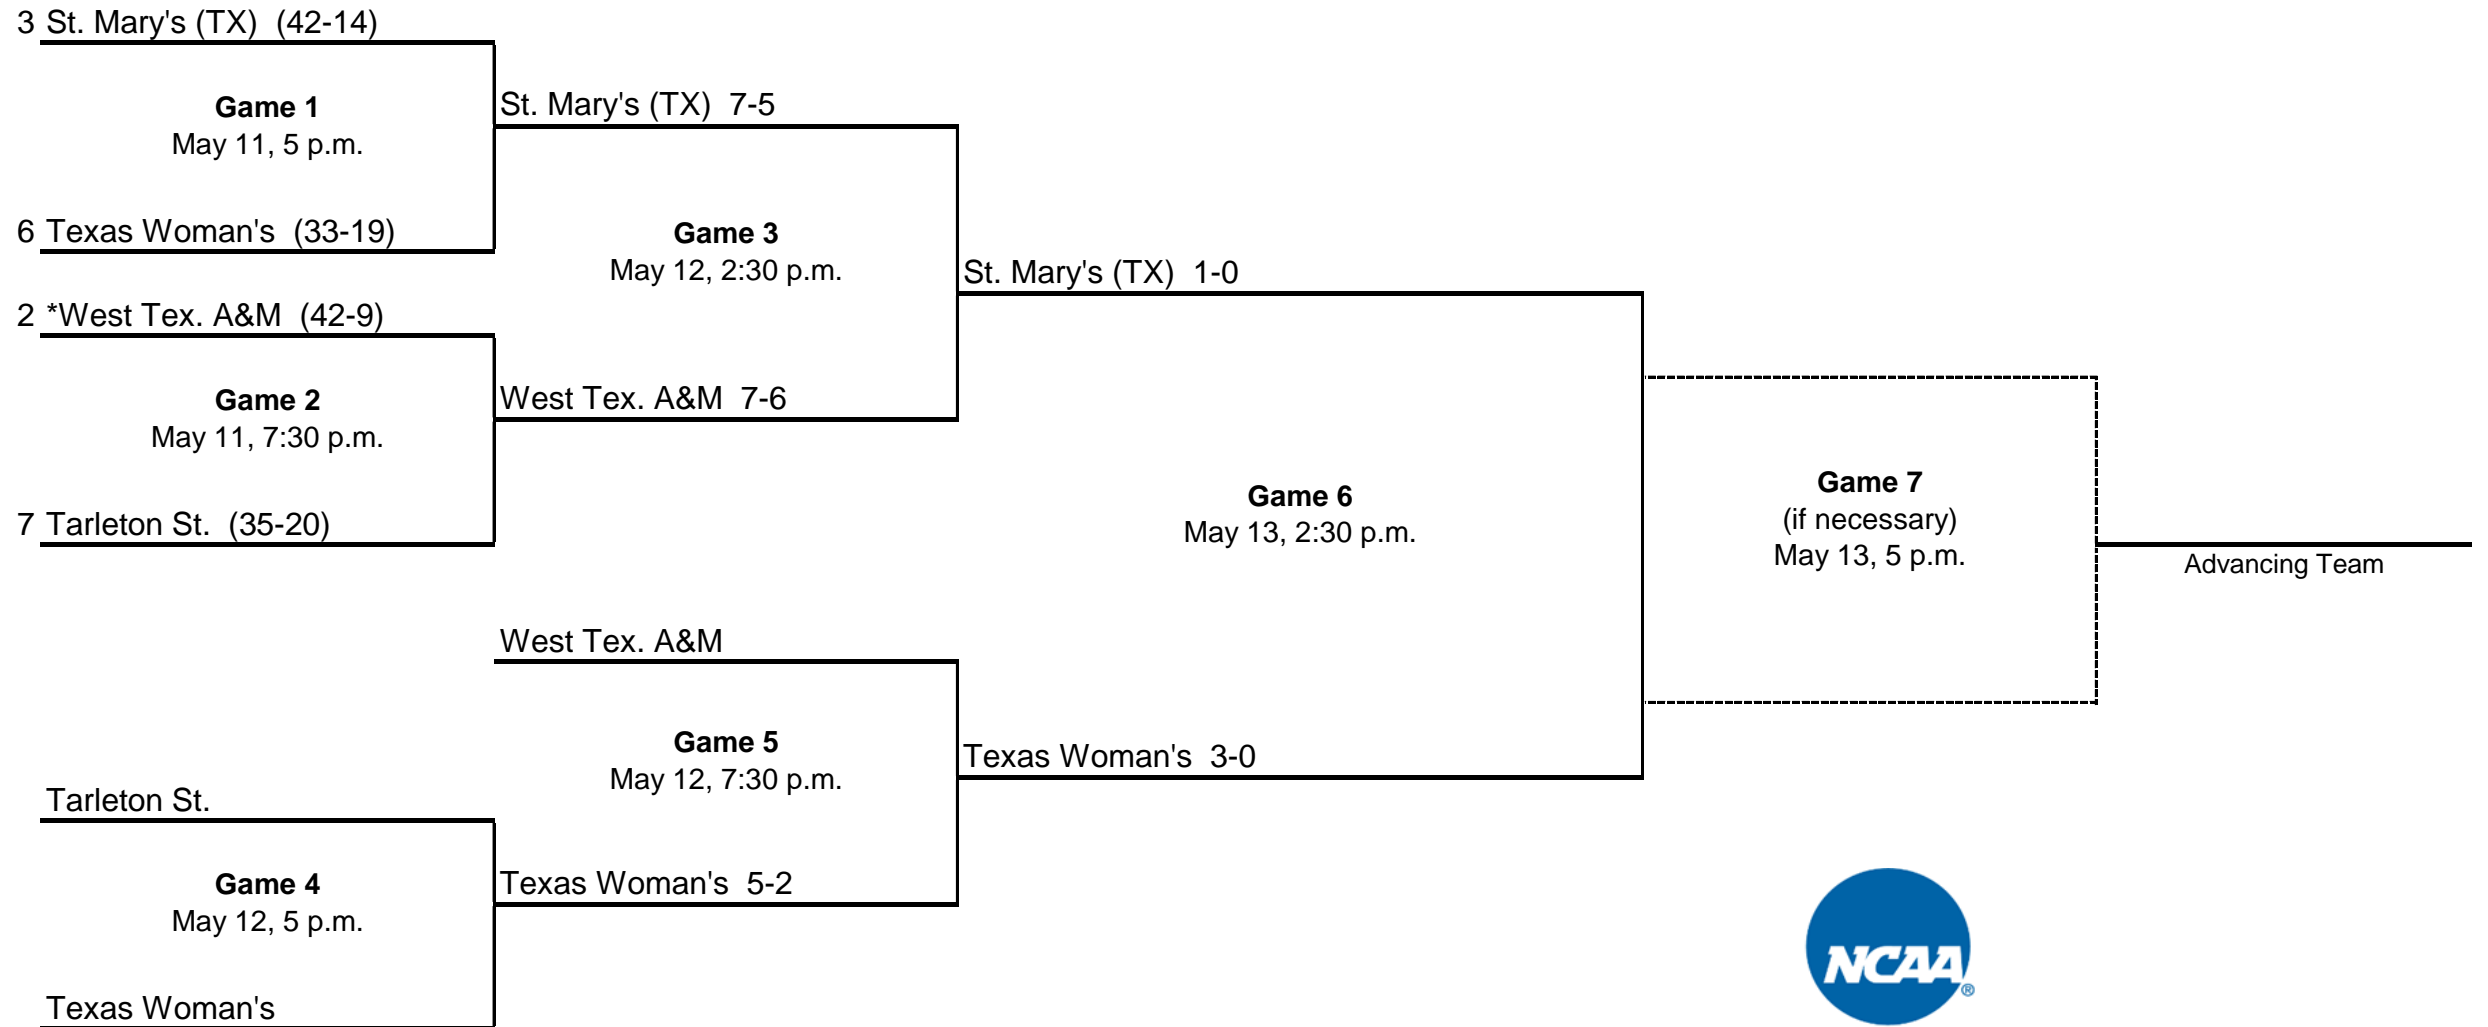 3 St. Mary's (TX) (42-14)
Game 1
May 11, 5 p.m.
6 Texas Woman's (33-19)
2 *West Tex. A&M (42-9)
Game 2
May 11, 7:30 p.m.
7 Tarleton St. (35-20)
St. Mary's (TX) 7-5
Game 3
May 12, 2:30 p.m.
West Tex. A&M 7-6
St. Mary's (TX) 1-0
Game 6
May 13, 2:30 p.m.
Game 7
(if necessary)
May 13, 5 p.m.
Advancing Team
West Tex. A&M
Game 5
May 12, 7:30 p.m.
Texas Woman's 3-0
Tarleton St.
Game 4
May 12, 5 p.m.
Texas Woman's 5-2
Texas Woman's
NCAA®